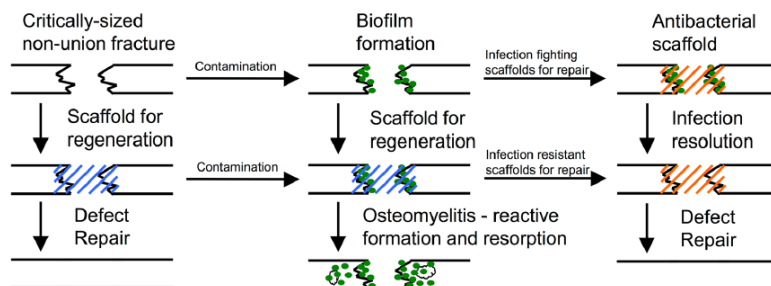 Critically-sized
non-union fracture
Biofilm
formation
Antibacterial
scaffold
Contamination
Infection fighting
scaffolds for repair
Scaffold for
regeneration
Scaffold for
regeneration
Infection
resolution
Contamination
Infection resistant
scaffolds for repair
Defect
Repair
Osteomyelitis - reactive
formation and resorption
Defect
Repair